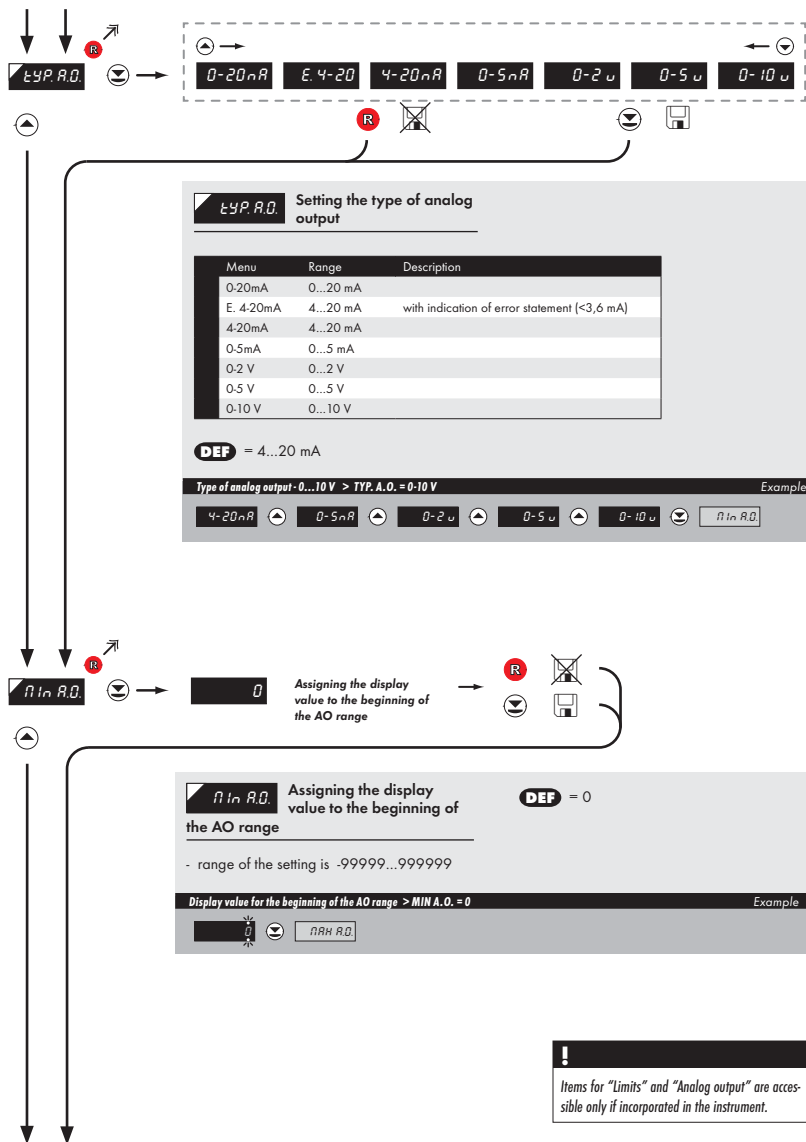 R
TYP. A.O.
0-20mA E. 4-20 4-20mA 0-5mA 0-2 V 0-5 V 0-10 V
R
TYP. A.O. Setting the type of analog
output
Menu Range Description
0-20mA 0...20 mA
E. 4-20mA 4...20 mA with indication of error statement (<3,6 mA)
4-20mA 4...20 mA
0-5mA 0...5 mA
0-2 V 0...2 V
0-5 V 0...5 V
0-10 V 0...10 V
DEF = 4...20 mA
Type of analog output - 0...10 V > TYP. A.O. = 0-10 V Example
4-20mA 0-5mA 0-2 V 0-5 V 0-10 V MIN A.O.
R
MIN A.O. 0 Assigning the display
value to the beginning of
the AO range
R
MIN A.O. Assigning the display
value to the beginning of
the AO range
DEF = 0
- range of the setting is -99999...999999
Display value for the beginning of the AO range > MIN A.O. = 0 Example
0 MAX A.O.
!
Items for “Limits” and “Analog output” are acces-
sible only if incorporated in the instrument.